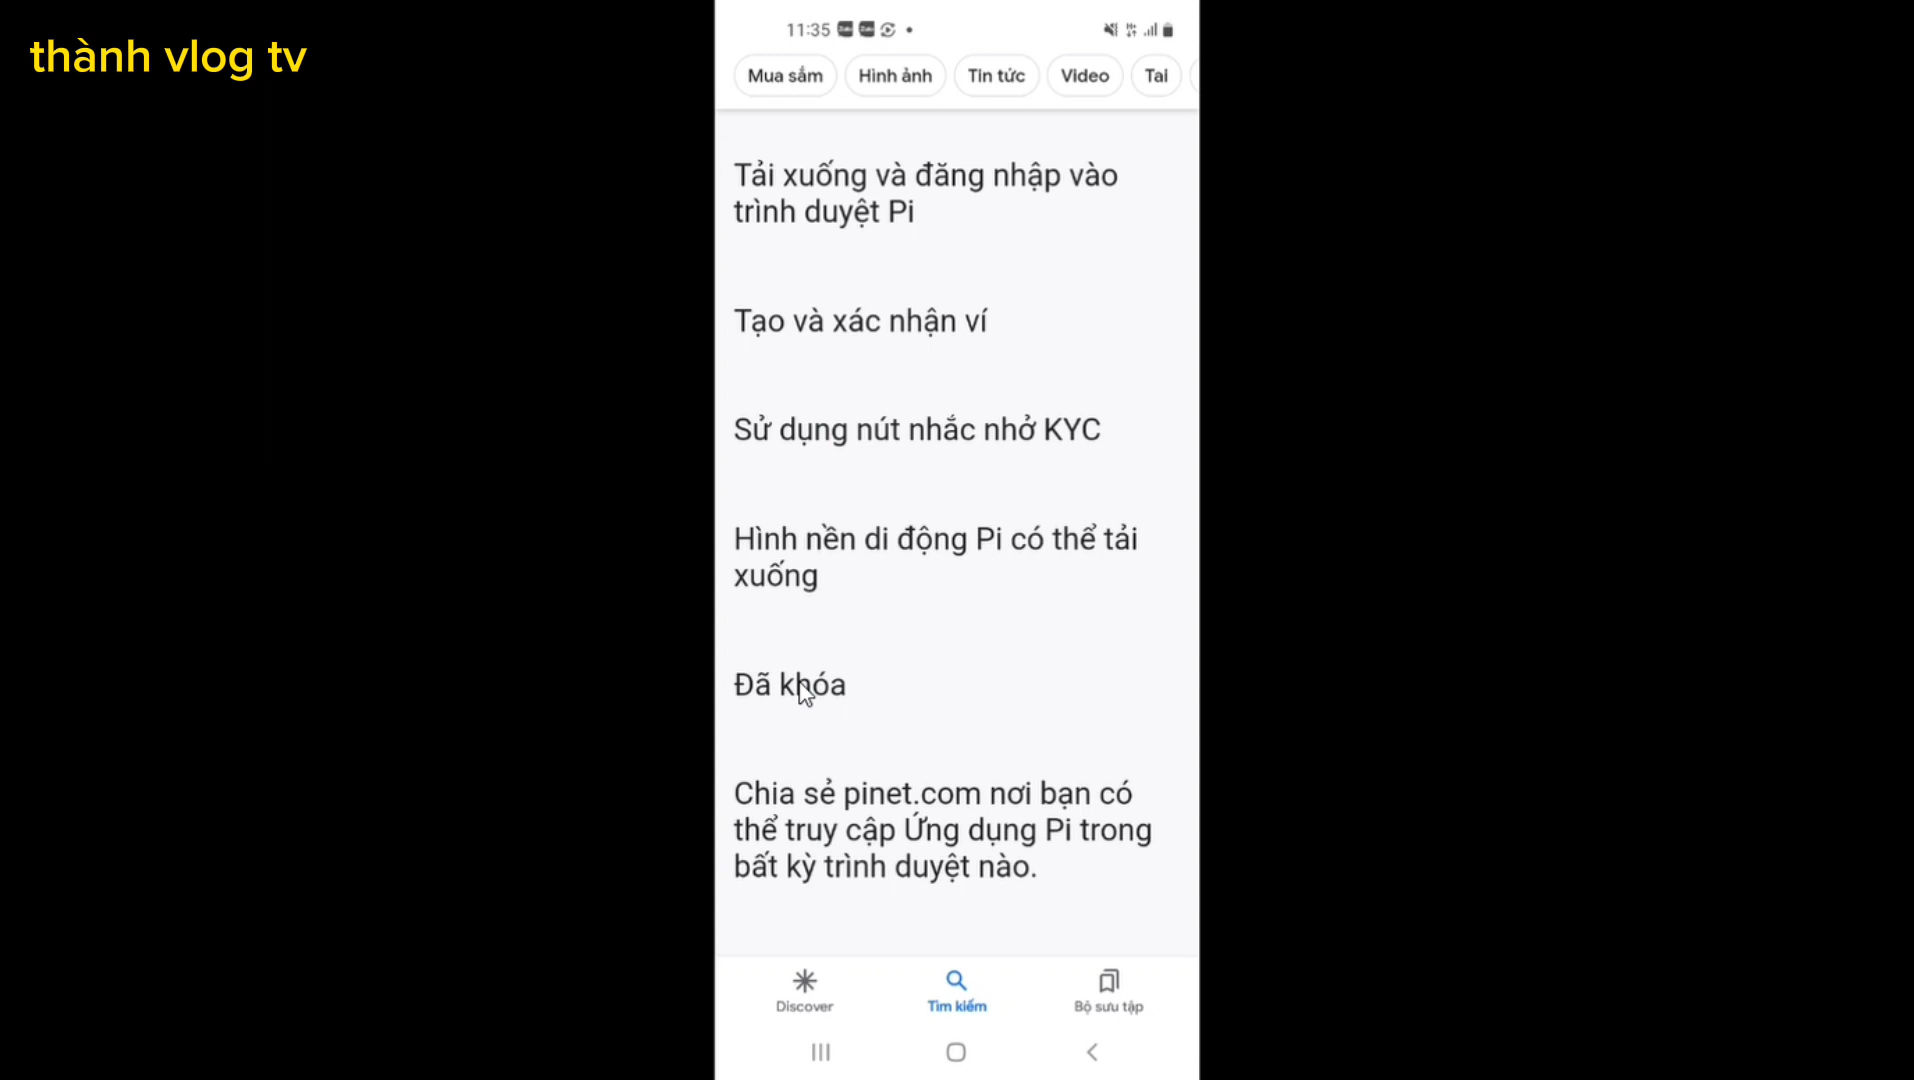 thành vlog tv
11:35
Mua sắm Hình ảnh Tin tức Video Tai
Tải xuống và đăng nhập vào
trình duyệt Pi
Tạo và xác nhận ví
Sử dụng nút nhắc nhở KYC
Hình nền di động Pi có thể tải
xuống
Đã khóa
Chia sẻ pinet.com nơi bạn có
thể truy cập Ứng dụng Pi trong
bất kỳ trình duyệt nào.
Discover Tìm kiếm Bộ sưu tập